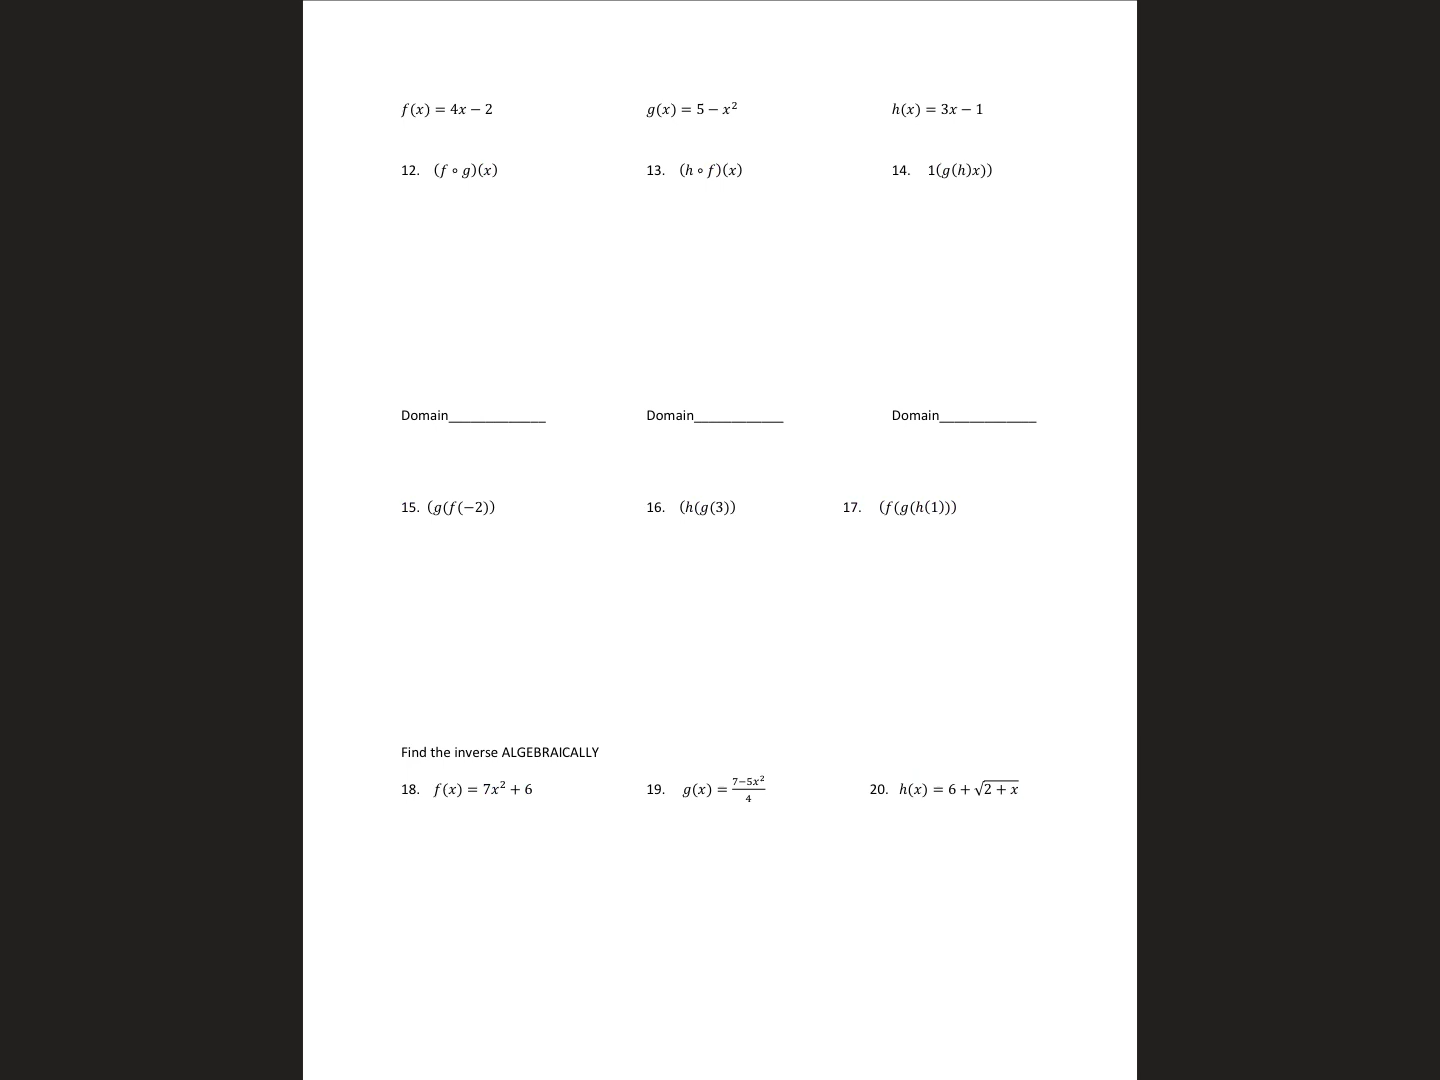 f(x) = 4x − 2 g(x) = 5 − x² h(x) = 3x − 1
12. (f ∘ g)(x) 13. (h ∘ f)(x) 14. 1(g(h)x))
Domain_____________ Domain____________ Domain_____________
15. (g(f(−2)) 16. (h(g(3)) 17. (f(g(h(1)))
Find the inverse ALGEBRAICALLY
18. f(x) = 7x² + 6 19. g(x) = \frac{7−5x²}{4} 20. h(x) = 6 + √(2 + x)